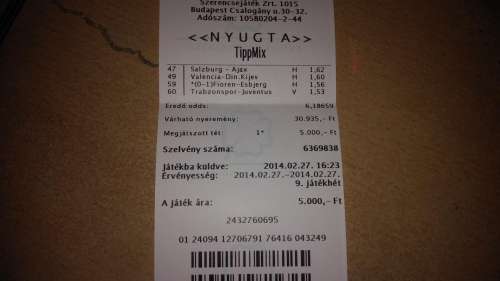 Szerencsejáték Zrt. 1015
Budapest Csalogány u.30-32.
Adószám: 10580204-2-44
<<NYUGTA>>
TippMix
47 Salzburg - Ajax H 1,62
49 Valencia-Din.Kijev H 1,60
59 *(0-1)Fioren-Esbjerg H 1,56
60 Trabzonspor-Juventus V 1,53
Eredő odds: 6,18659
Várható nyeremény: 30.935,-Ft
Megjátszott tét: 1* 5.000,-Ft
Szelvény száma: 6369838
Játékba küldve: 2014.02.27. 16:23
Érvényesség: 2014.02.27.-2014.02.27.
9. játékhét
A játék ára: 5.000,-Ft
2432760695
01 24094 12706791 76416 043249